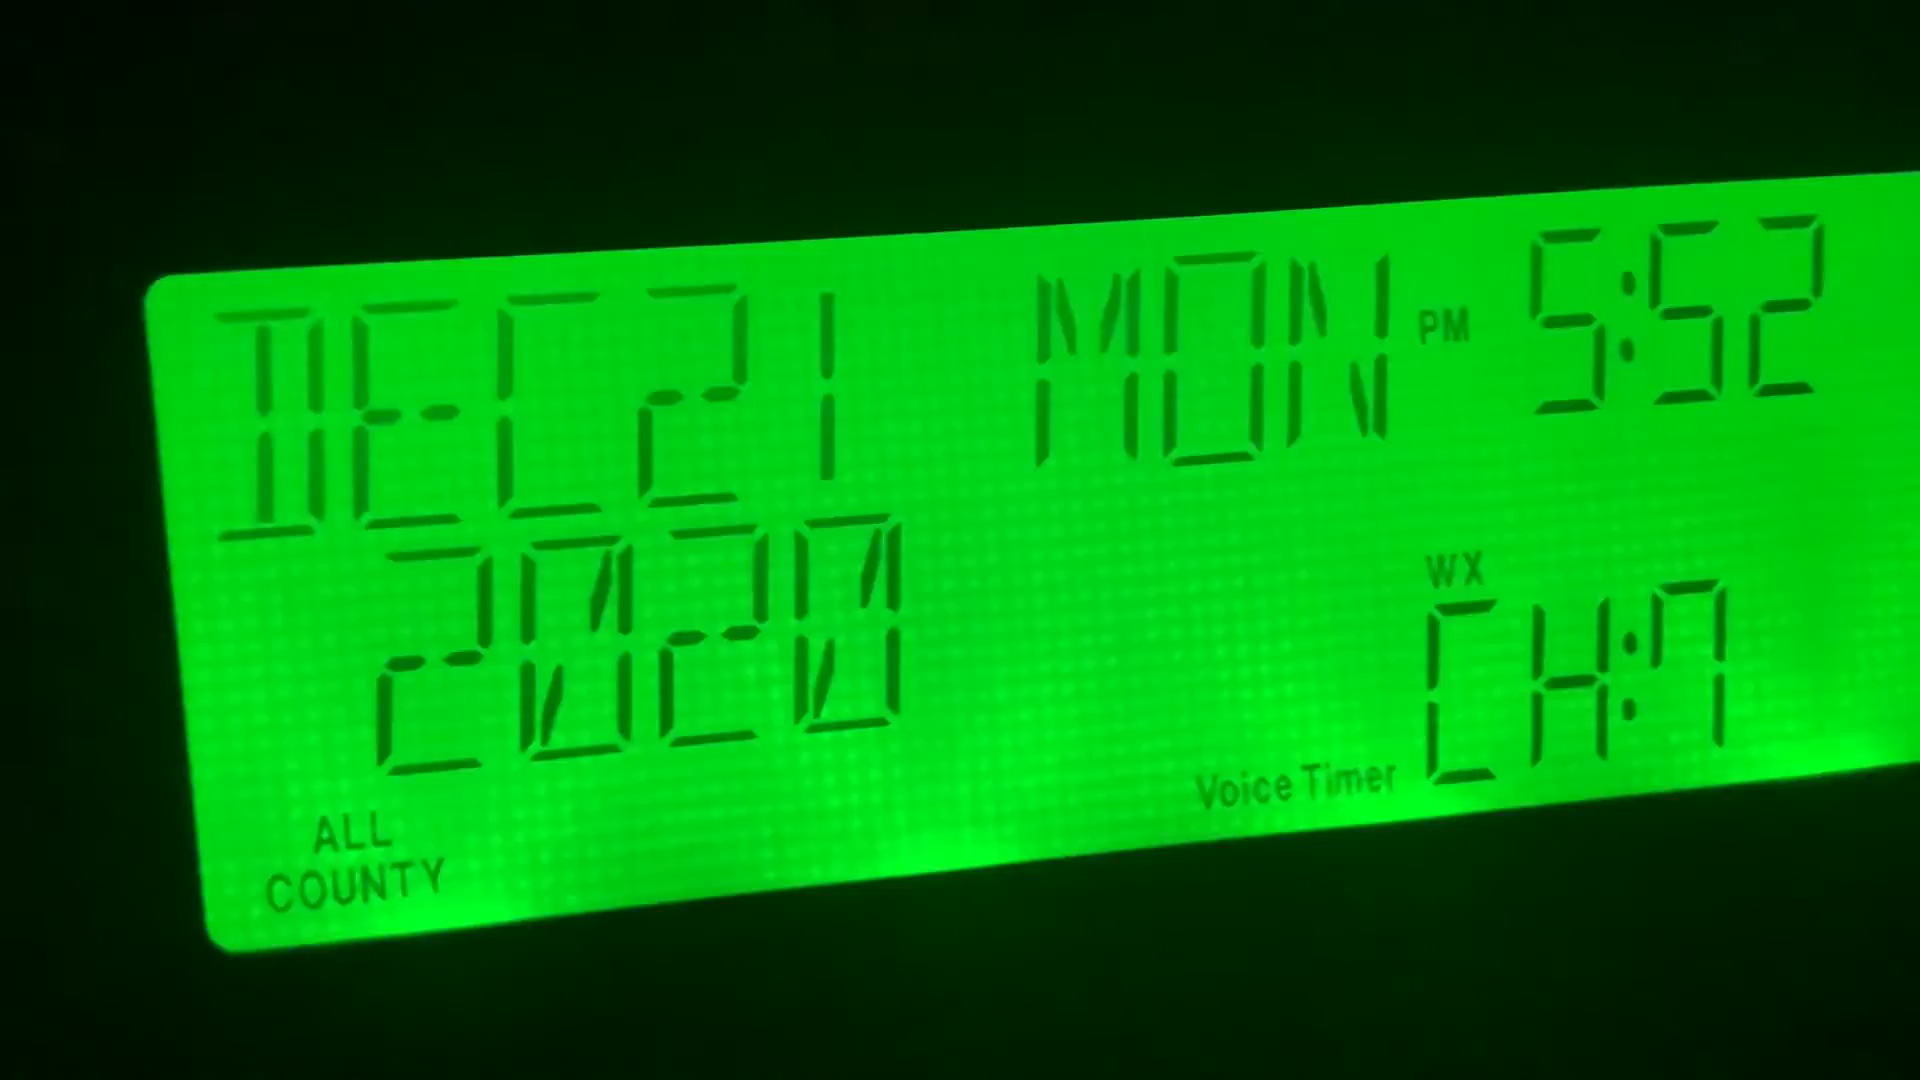 DEC21 MON PM 5:52
2020
WX
CH:7
Voice Timer
ALL
COUNTY